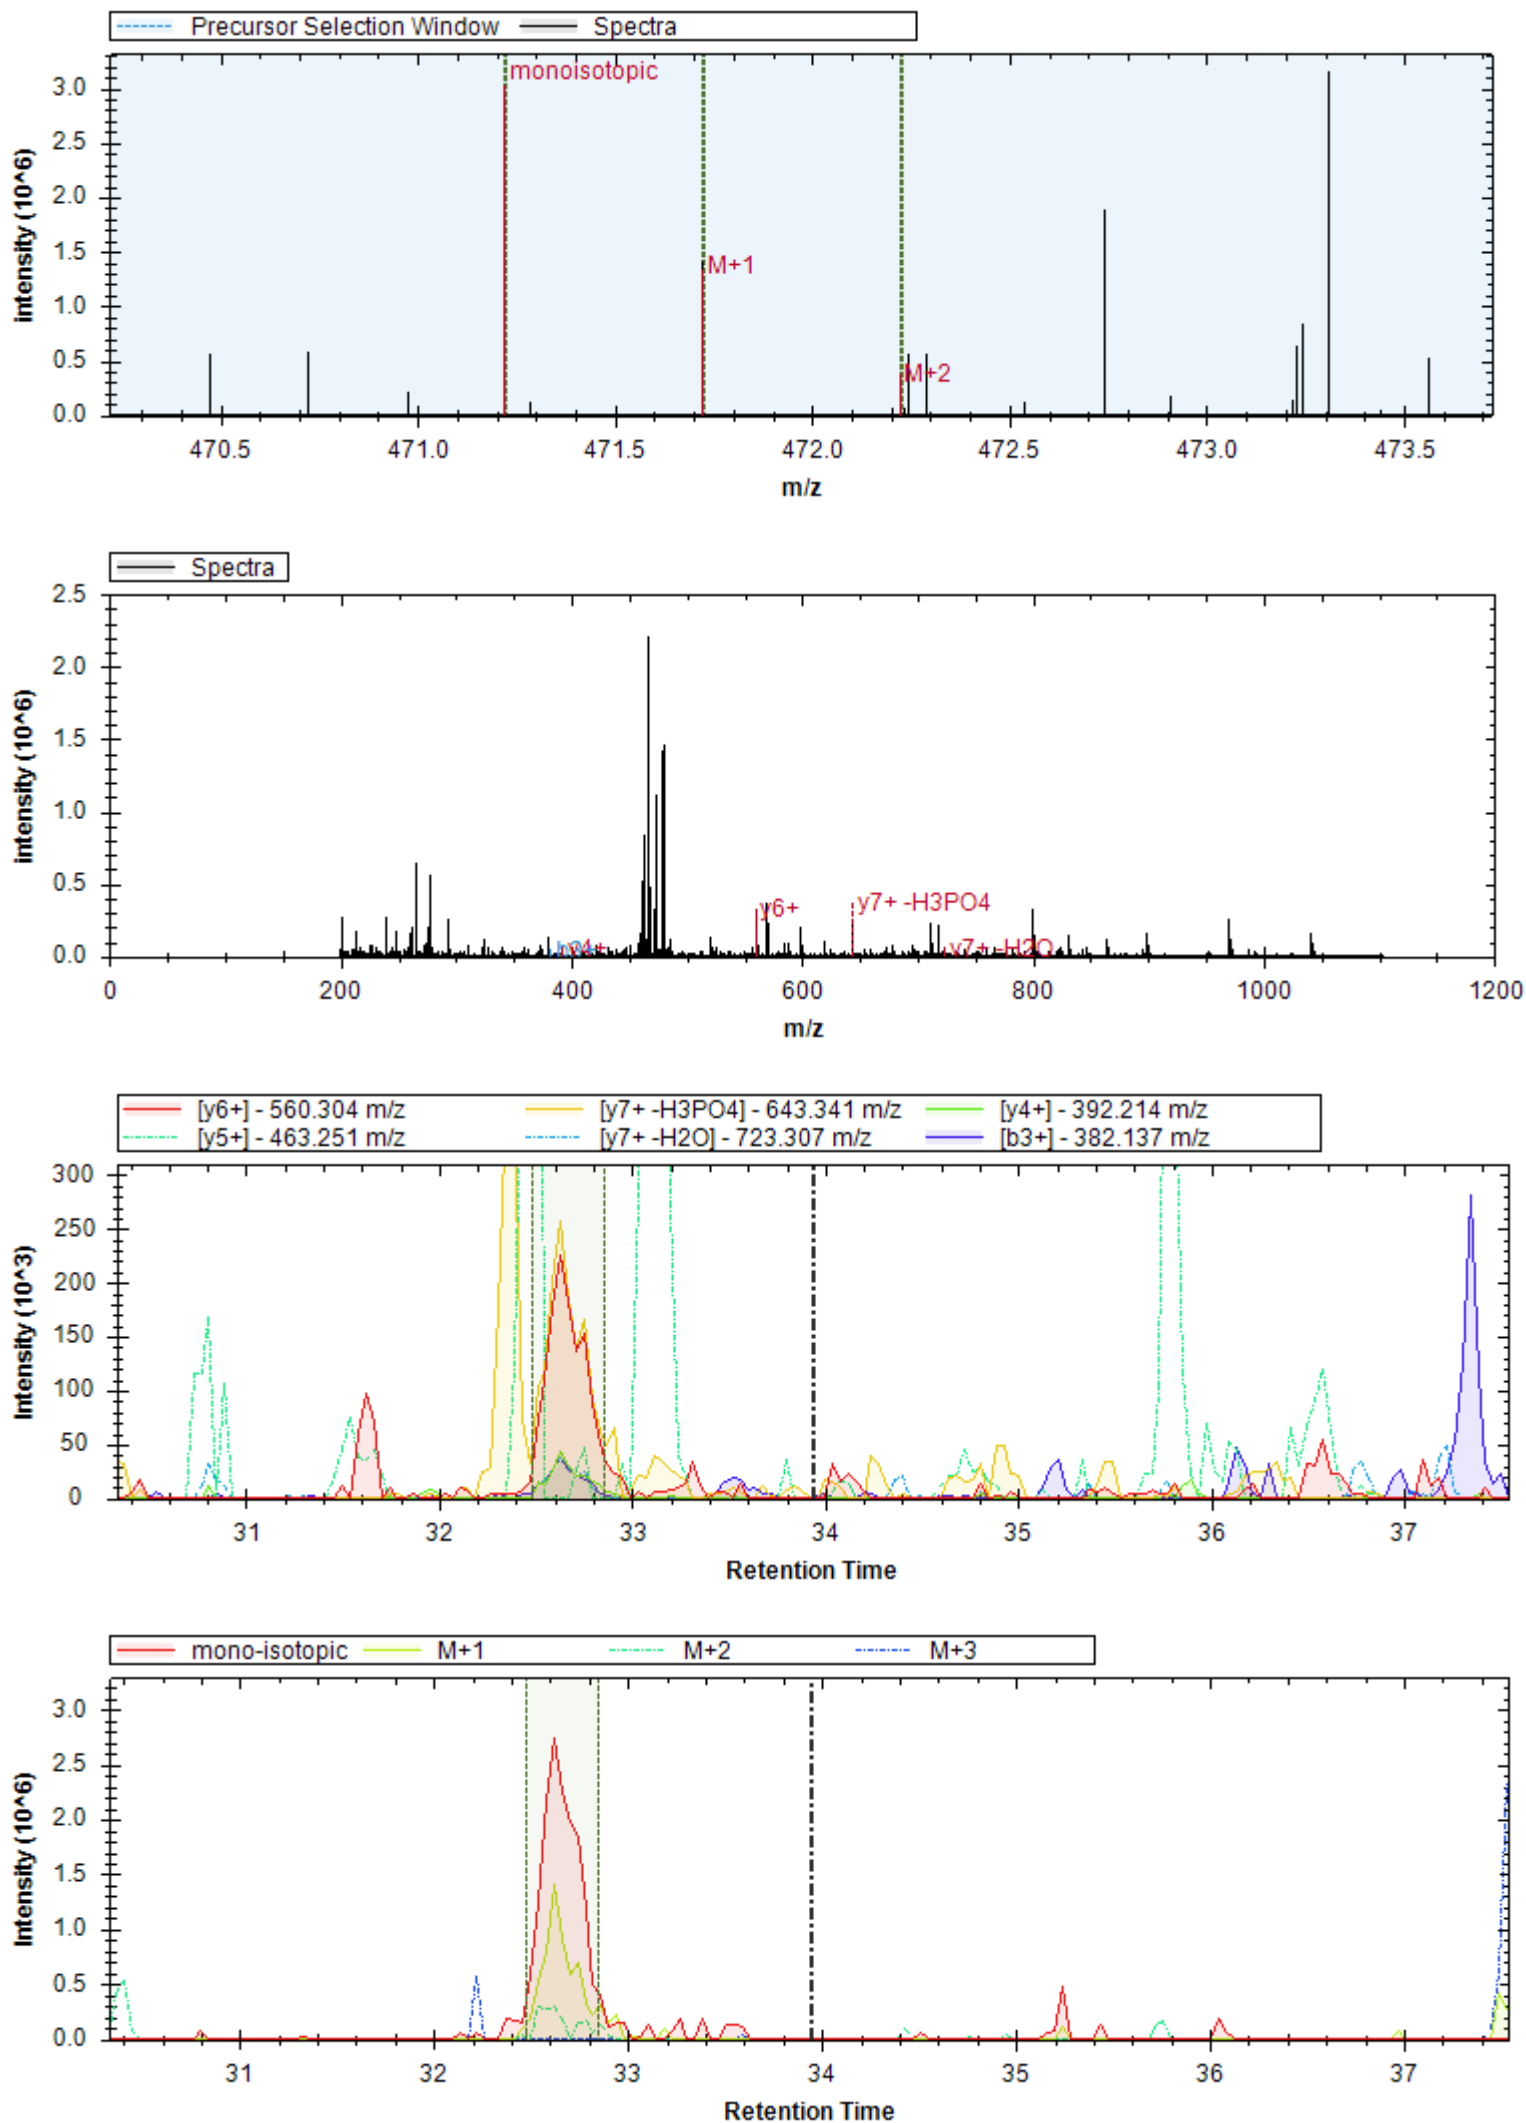 Precursor Selection Window Spectra
monoisotopic
M+1
M+2
intensity (10^6)
3.0
2.5
2.0
1.5
1.0
0.5
0.0
470.5 471.0 471.5 472.0 472.5 473.0 473.5
m/z
Spectra
intensity (10^6)
2.5
2.0
1.5
1.0
0.5
0.0
y6+
y7+ -H3PO4
y4+
y7+ -H2O
0 200 400 600 800 1000 1200
m/z
[y6+] - 560.304 m/z [y7+ -H3PO4] - 643.341 m/z [y4+] - 392.214 m/z
[y5+] - 463.251 m/z [y7+ -H2O] - 723.307 m/z [b3+] - 382.137 m/z
Intensity (10^3)
300
250
200
150
100
50
0
31 32 33 34 35 36 37
Retention Time
mono-isotopic M+1 M+2 M+3
Intensity (10^6)
3.0
2.5
2.0
1.5
1.0
0.5
0.0
31 32 33 34 35 36 37
Retention Time